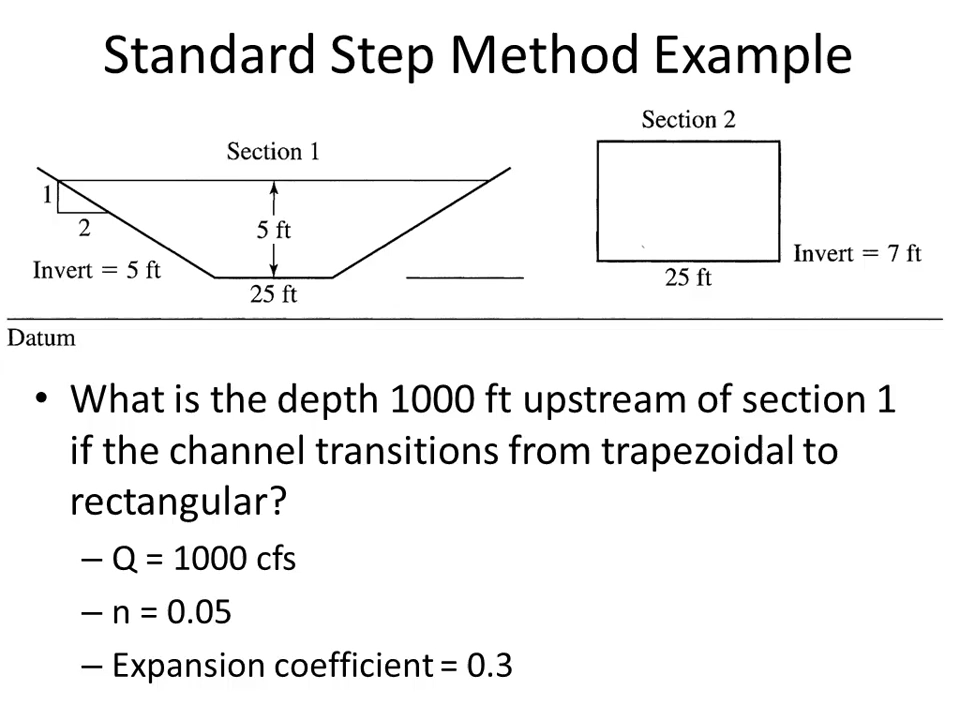 Standard Step Method Example
Section 2
Section 1
1
2
5 ft
Invert = 5 ft
25 ft
Invert = 7 ft
25 ft
Datum
• What is the depth 1000 ft upstream of section 1
if the channel transitions from trapezoidal to
rectangular?
– Q = 1000 cfs
– n = 0.05
– Expansion coefficient = 0.3